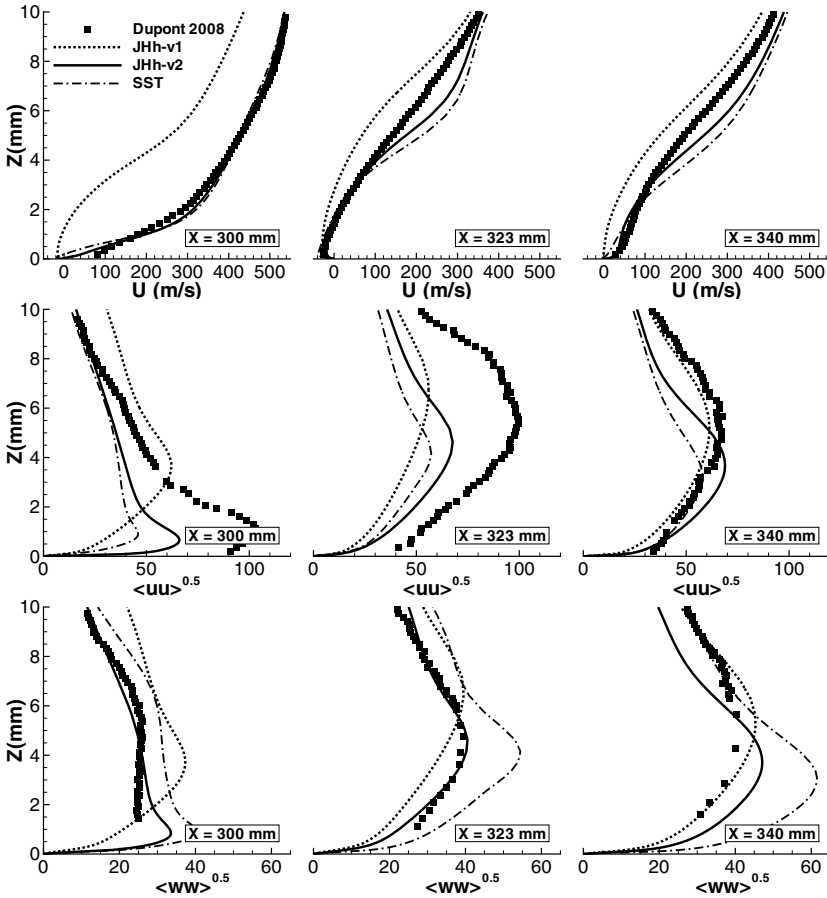 Dupont 2008
JHh-v1
JHh-v2
SST
Z(mm)
10
8
6
4
2
0
X = 300 mm
X = 323 mm
X = 340 mm
0 100 200 300 400 500
0 100 200 300 400 500
0 100 200 300 400 500
U (m/s)
U (m/s)
U (m/s)
Z(mm)
10
8
6
4
2
0
X = 300 mm
X = 323 mm
X = 340 mm
0 50 100
0 50 100
0 50 100
<uu>0.5
<uu>0.5
<uu>0.5
Z(mm)
10
8
6
4
2
0
X = 300 mm
X = 323 mm
X = 340 mm
0 20 40 60
0 20 40 60
0 20 40 60
<ww>0.5
<ww>0.5
<ww>0.5